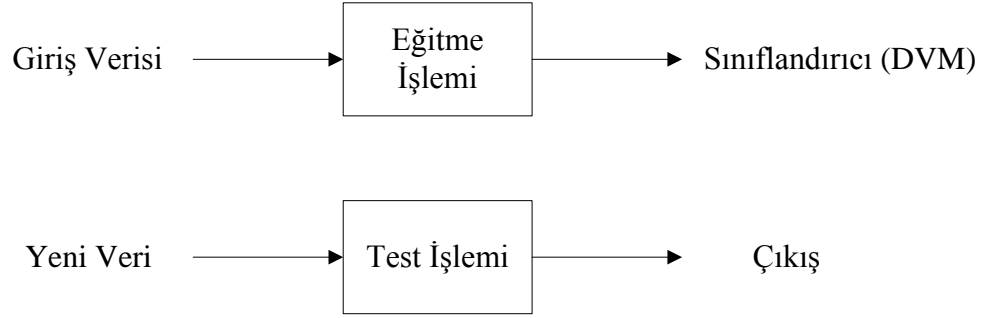 Giriş Verisi
Eğitme
İşlemi
Sınıflandırıcı (DVM)
Yeni Veri
Test İşlemi
Çıkış